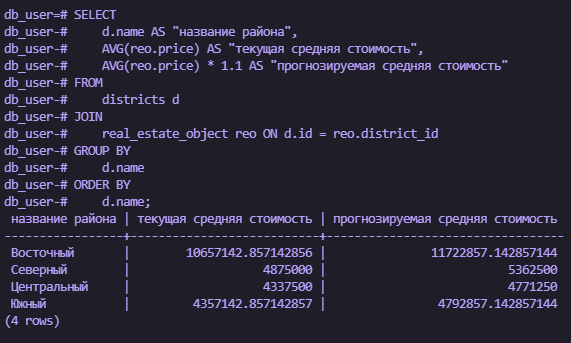 db_user=# SELECT
db_user-#     d.name AS "название района",
db_user-#     AVG(reo.price) AS "текущая средняя стоимость",
db_user-#     AVG(reo.price) * 1.1 AS "прогнозируемая средняя стоимость"
db_user-# FROM
db_user-#     districts d
db_user-# JOIN
db_user-#     real_estate_object reo ON d.id = reo.district_id
db_user-# GROUP BY
db_user-#     d.name
db_user-# ORDER BY
db_user-#     d.name;
 название района | текущая средняя стоимость | прогнозируемая средняя стоимость
-----------------+---------------------------+----------------------------------
 Восточный       |        10657142.857142856 |               11722857.142857144
 Северный        |                   4875000 |                          5362500
 Центральный     |                   4337500 |                          4771250
 Южный           |         4357142.857142857 |                4792857.142857144
(4 rows)